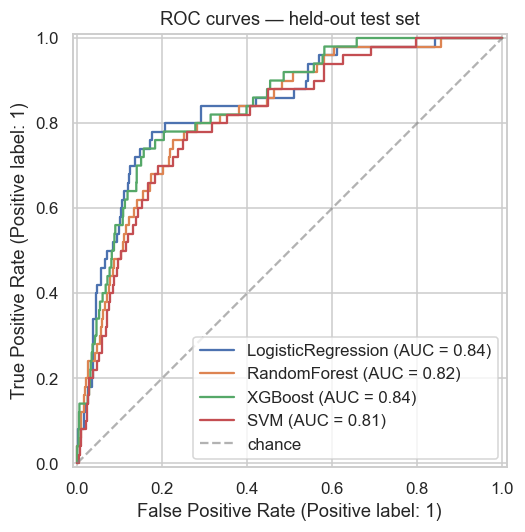 ROC curves — held-out test set
True Positive Rate (Positive label: 1)
1.0
0.8
0.6
0.4
0.2
0.0
LogisticRegression (AUC = 0.84)
RandomForest (AUC = 0.82)
XGBoost (AUC = 0.84)
SVM (AUC = 0.81)
chance
0.0 0.2 0.4 0.6 0.8 1.0
False Positive Rate (Positive label: 1)